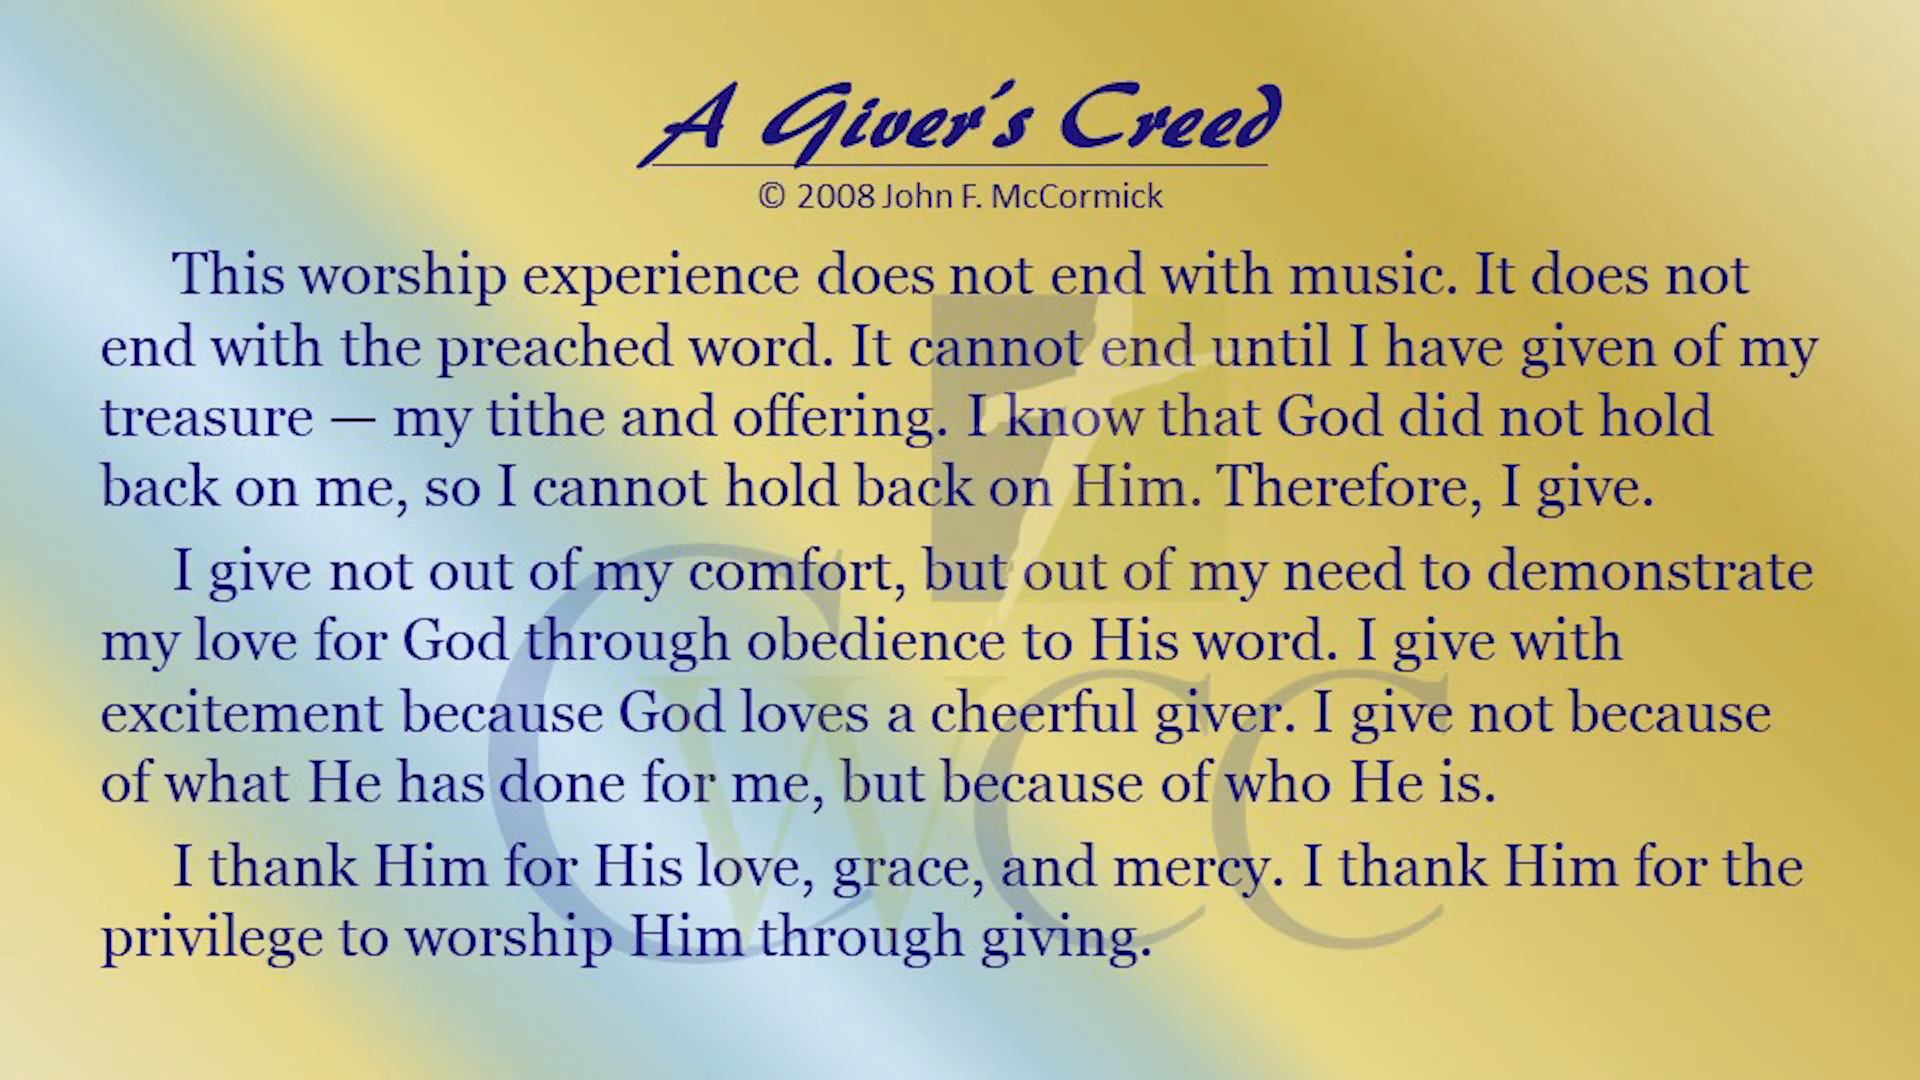 A Giver's Creed
© 2008 John F. McCormick
This worship experience does not end with music. It does not
end with the preached word. It cannot end until I have given of my
treasure — my tithe and offering. I know that God did not hold
back on me, so I cannot hold back on Him. Therefore, I give.
I give not out of my comfort, but out of my need to demonstrate
my love for God through obedience to His word. I give with
excitement because God loves a cheerful giver. I give not because
of what He has done for me, but because of who He is.
I thank Him for His love, grace, and mercy. I thank Him for the
privilege to worship Him through giving.
CWCC